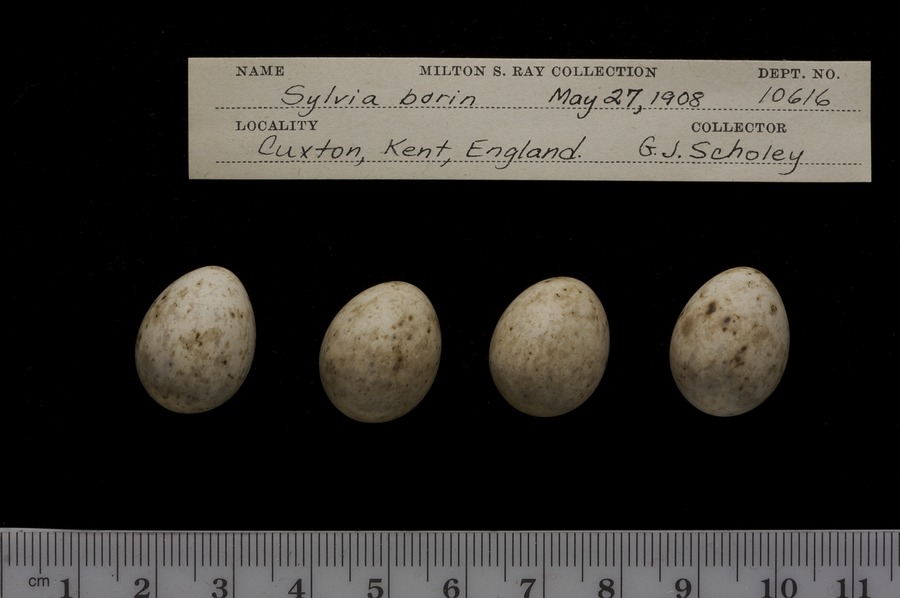 NAME MILTON S. RAY COLLECTION DEPT. NO.
Sylvia borin May 27, 1908 10616
LOCALITY COLLECTOR
Cuxton, Kent, England. G.J. Scholey
cm 1 2 3 4 5 6 7 8 9 10 11